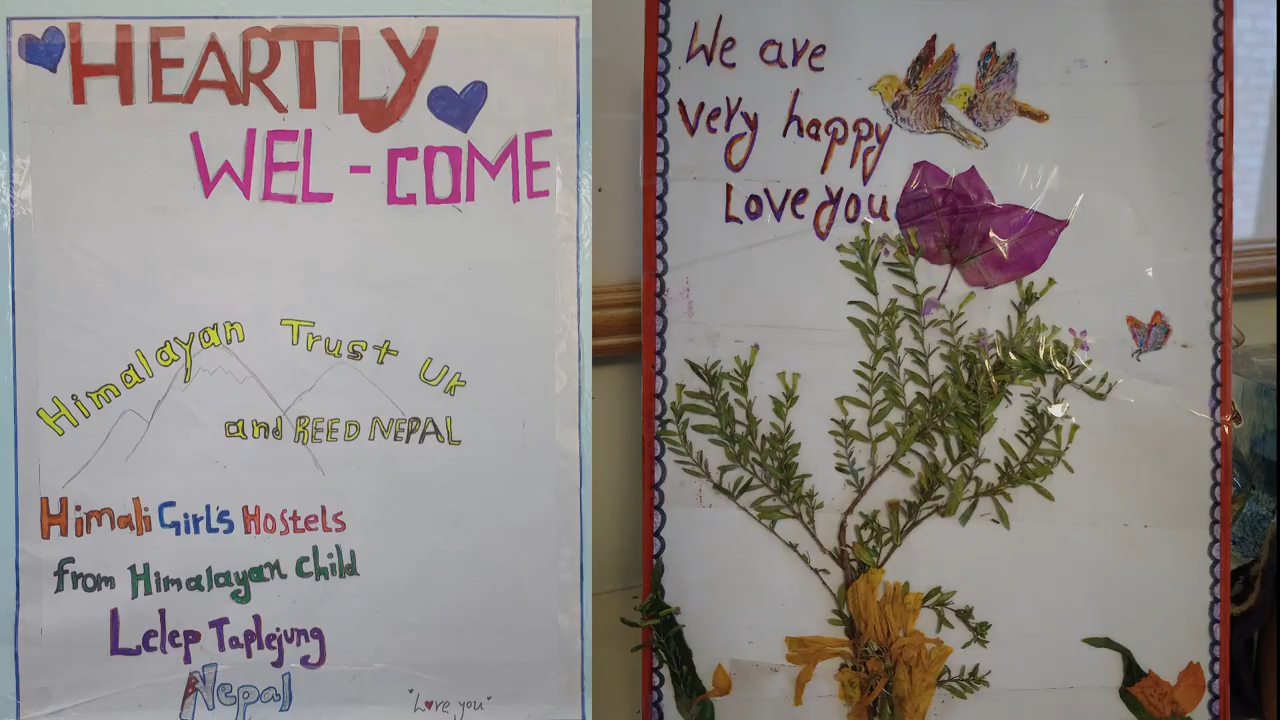 HEARTLY
WEL-COME
Himalayan Trust Uk
and REED NEPAL
Himali Girl's Hostels
from Himalayan Child
Lelep Taplejung
Nepal
"Love you"
We are
very happy
Love you